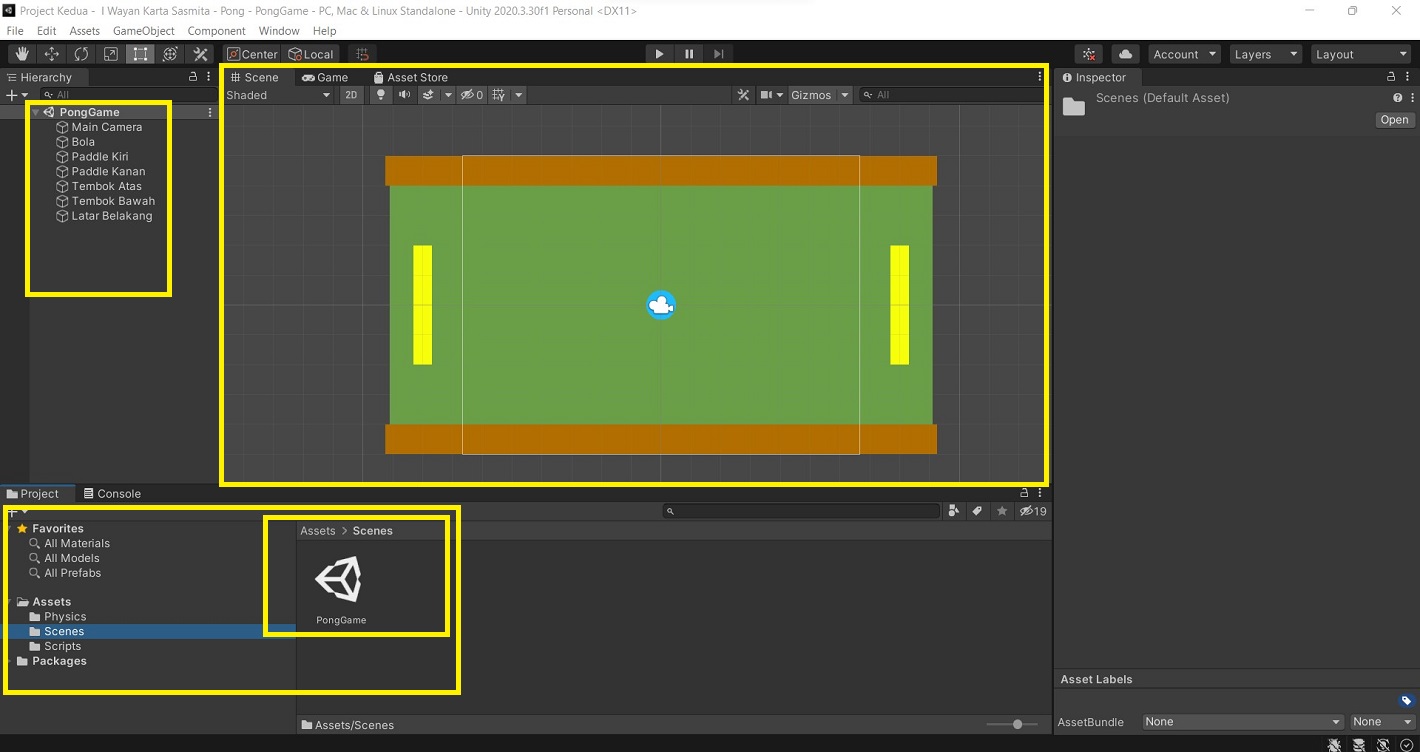 Project Kedua - I Wayan Karta Sasmita - Pong - PongGame - PC, Mac & Linux Standalone - Unity 2020.3.30f1 Personal <DX11>
File Edit Assets GameObject Component Window Help
Center Local Account Layers Layout
Hierarchy
All
PongGame
Main Camera
Bola
Paddle Kiri
Paddle Kanan
Tembok Atas
Tembok Bawah
Latar Belakang
Scene Game Asset Store
Shaded 2D 0 Gizmos All
Inspector
Scenes (Default Asset)
Open
Project Console
19
Favorites
All Materials
All Models
All Prefabs
Assets
Physics
Scenes
Scripts
Packages
Assets > Scenes
PongGame
Assets/Scenes
Asset Labels
AssetBundle None None